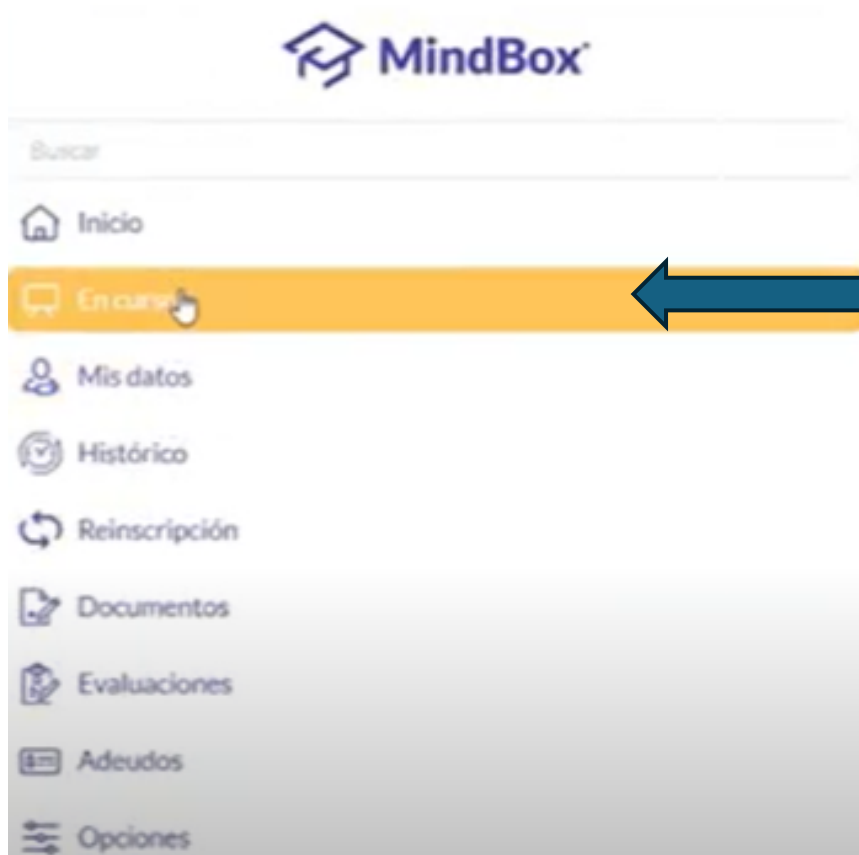 MindBox
Buscar
Inicio
En curso
Mis datos
Histórico
Reinscripción
Documentos
Evaluaciones
Adeudos
Opciones